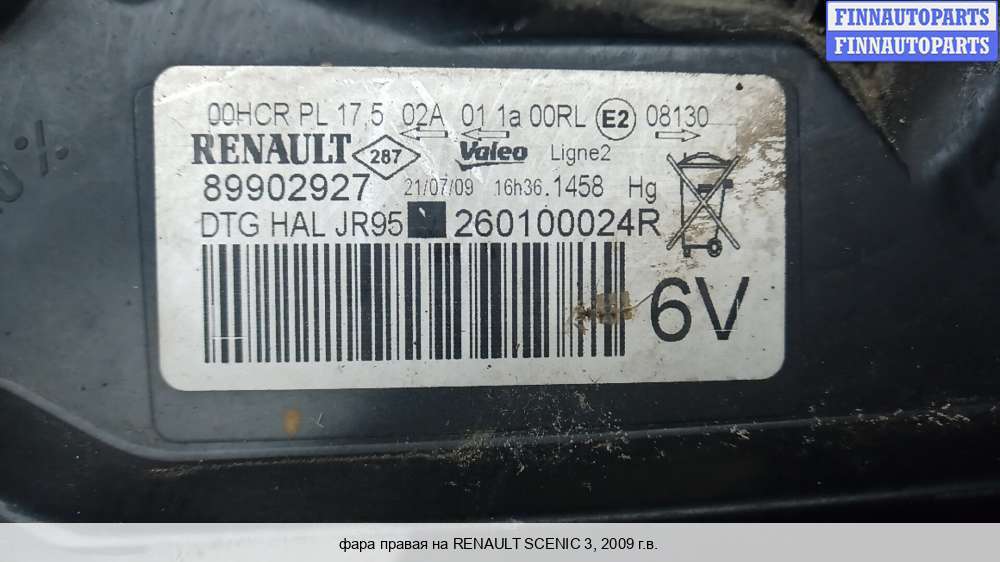 FINNAUTOPARTS
FINNAUTOPARTS
00HCR PL 17,5 02A 01 1a 00RL E2 08130
RENAULT 287 Valeo Ligne2
89902927 21/07/09 16h36.1458 Hg
DTG HAL JR95 260100024R
6V
фара правая на RENAULT SCENIC 3, 2009 г.в.